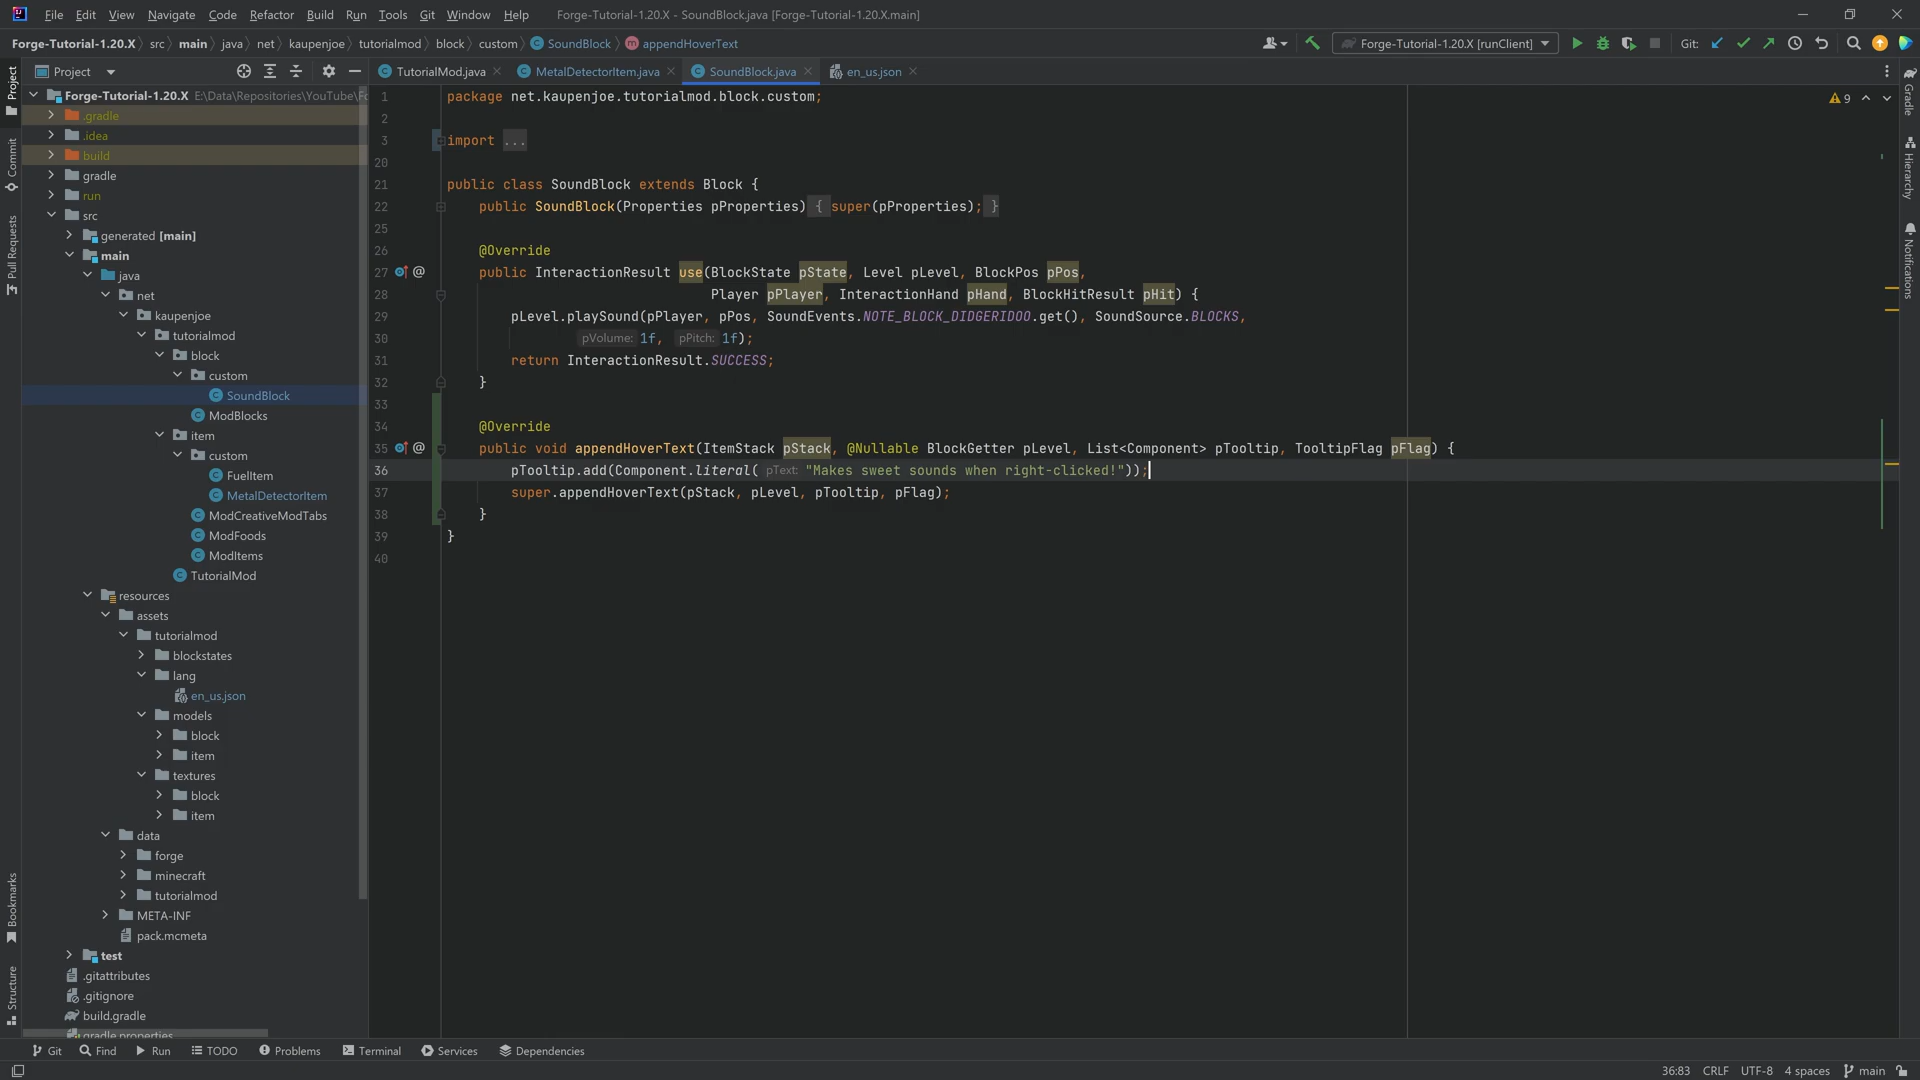 File Edit View Navigate Code Refactor Build Run Tools Git Window Help Forge-Tutorial-1.20.X - SoundBlock.java [Forge-Tutorial-1.20.X.main]
Forge-Tutorial-1.20.X src main java net kaupenjoe tutorialmod block custom SoundBlock appendHoverText Forge-Tutorial-1.20.X [runClient] Git:
Project TutorialMod.java MetalDetectorItem.java SoundBlock.java en_us.json
Forge-Tutorial-1.20.X E:\Data\Repositories\YouTube\Fo
.gradle
.idea
build
gradle
run
src
generated [main]
main
java
net
kaupenjoe
tutorialmod
block
custom
SoundBlock
ModBlocks
item
custom
FuelItem
MetalDetectorItem
ModCreativeModTabs
ModFoods
ModItems
TutorialMod
resources
assets
tutorialmod
blockstates
lang
en_us.json
models
block
item
textures
block
item
data
forge
minecraft
tutorialmod
META-INF
pack.mcmeta
test
.gitattributes
.gitignore
build.gradle
gradle.properties
1 package net.kaupenjoe.tutorialmod.block.custom;
2
3 import ...
20
21 public class SoundBlock extends Block {
22 public SoundBlock(Properties pProperties) { super(pProperties); }
25
26 @Override
27 @ public InteractionResult use(BlockState pState, Level pLevel, BlockPos pPos,
28 Player pPlayer, InteractionHand pHand, BlockHitResult pHit) {
29 pLevel.playSound(pPlayer, pPos, SoundEvents.NOTE_BLOCK_DIDGERIDOO.get(), SoundSource.BLOCKS,
30 pVolume: 1f, pPitch: 1f);
31 return InteractionResult.SUCCESS;
32 }
33
34 @Override
35 @ public void appendHoverText(ItemStack pStack, @Nullable BlockGetter pLevel, List<Component> pTooltip, TooltipFlag pFlag) {
36 pTooltip.add(Component.literal( pText: "Makes sweet sounds when right-clicked!"));
37 super.appendHoverText(pStack, pLevel, pTooltip, pFlag);
38 }
39 }
40
9
Project
Commit
Pull Requests
Bookmarks
Structure
Gradle
Hierarchy
Notifications
Git Find Run TODO Problems Terminal Services Dependencies
36:83 CRLF UTF-8 4 spaces main